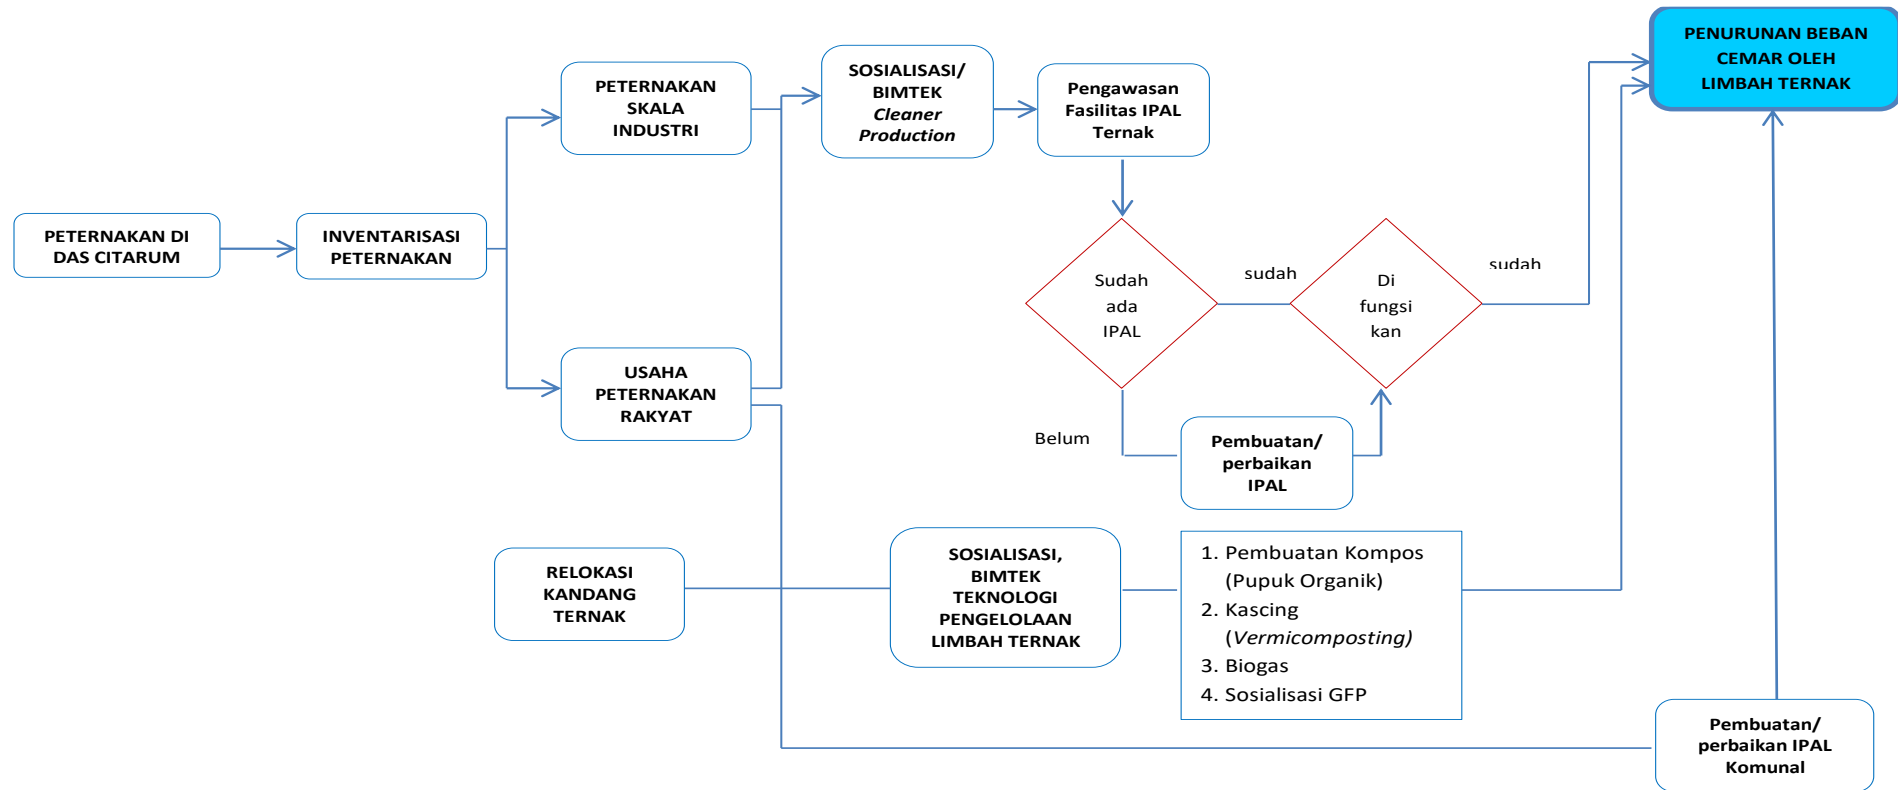 PENURUNAN BEBAN
CEMAR OLEH
LIMBAH TERNAK
PETERNAKAN
SKALA
INDUSTRI
SOSIALISASI/
BIMTEK
Cleaner
Production
Pengawasan
Fasilitas IPAL
Ternak
PETERNAKAN DI
DAS CITARUM
INVENTARISASI
PETERNAKAN
Sudah
ada
IPAL
sudah
Di
fungsi
kan
sudah
USAHA
PETERNAKAN
RAKYAT
Belum
Pembuatan/
perbaikan
IPAL
RELOKASI
KANDANG
TERNAK
SOSIALISASI,
BIMTEK
TEKNOLOGI
PENGELOLAAN
LIMBAH TERNAK
1. Pembuatan Kompos
(Pupuk Organik)
2. Kascing
(Vermicomposting)
3. Biogas
4. Sosialisasi GFP
Pembuatan/
perbaikan IPAL
Komunal